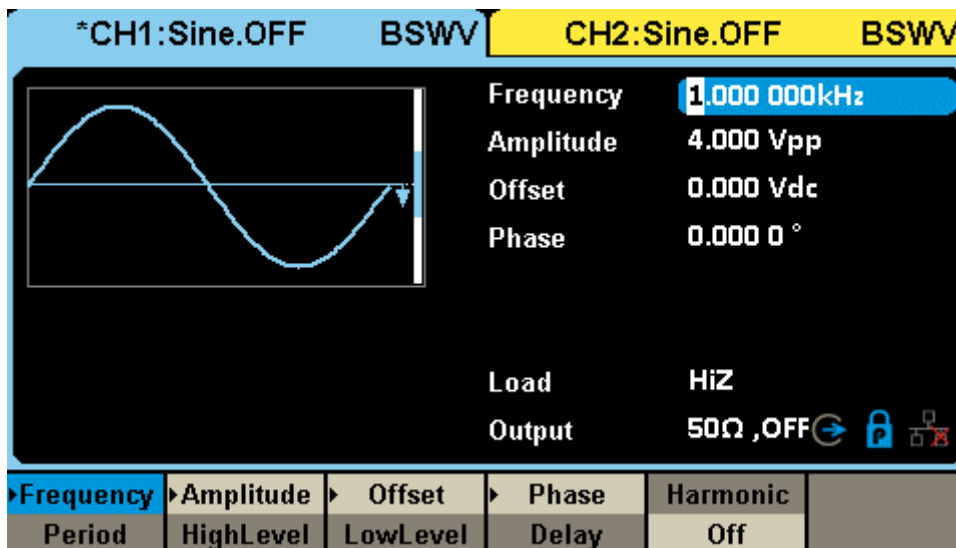 *CH1:Sine.OFF BSWV CH2:Sine.OFF BSWV
Frequency 1.000 000kHz
Amplitude 4.000 Vpp
Offset 0.000 Vdc
Phase 0.000 0 °
Load HiZ
Output 50Ω ,OFF P
Frequency Amplitude Offset Phase Harmonic
Period HighLevel LowLevel Delay Off